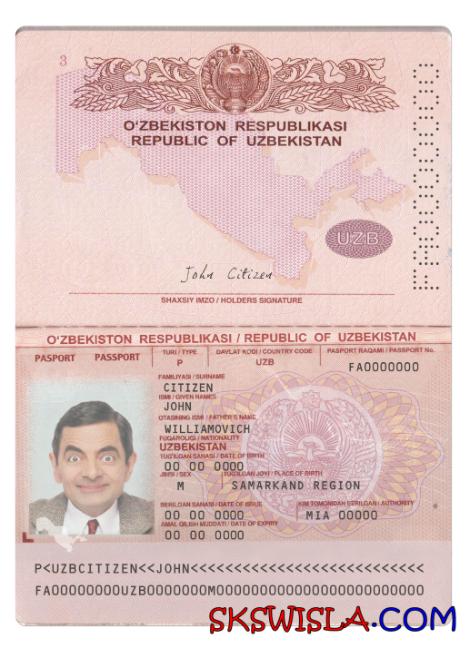 3
O'ZBEKISTON RESPUBLIKASI
REPUBLIC OF UZBEKISTAN
FA0000000
UZB
John Citizen
SHAXSIY IMZO / HOLDERS SIGNATURE
O'ZBEKISTON RESPUBLIKASI / REPUBLIC OF UZBEKISTAN
PASPORT PASSPORT
TURI / TYPE DAVLAT KODI / COUNTRY CODE PASPORT RAQAMI / PASSPORT No.
P UZB FA0000000
FAMILIYASI / SURNAME
CITIZEN
ISMI / GIVEN NAMES
JOHN
OTASINING ISMI / FATHER'S NAME
WILLIAMOVICH
FUQAROLIGI / NATIONALITY
UZBEKISTAN
TUG'ILGAN SANASI / DATE OF BIRTH
00 00 0000
JINSI / SEX TUG'ILGAN JOYI / PLACE OF BIRTH
M SAMARKAND REGION
BERILGAN SANASI / DATE OF ISSUE KIM TOMONIDAN BERILGAN / AUTHORITY
00 00 0000 MIA 00000
AMAL QILISH MUDDATI / DATE OF EXPIRY
00 00 0000
P<UZBCITIZEN<<JOHN<<<<<<<<<<<<<<<<<<<<<<<<<<
FA00000000UZB0000000M00000000000000000000000
SKSWISLA.COM